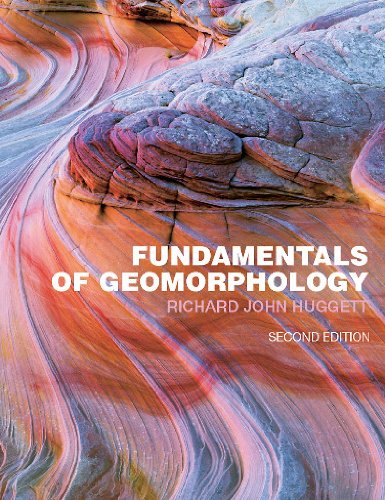 FUNDAMENTALS
OF GEOMORPHOLOGY
RICHARD JOHN HUGGETT
SECOND EDITION